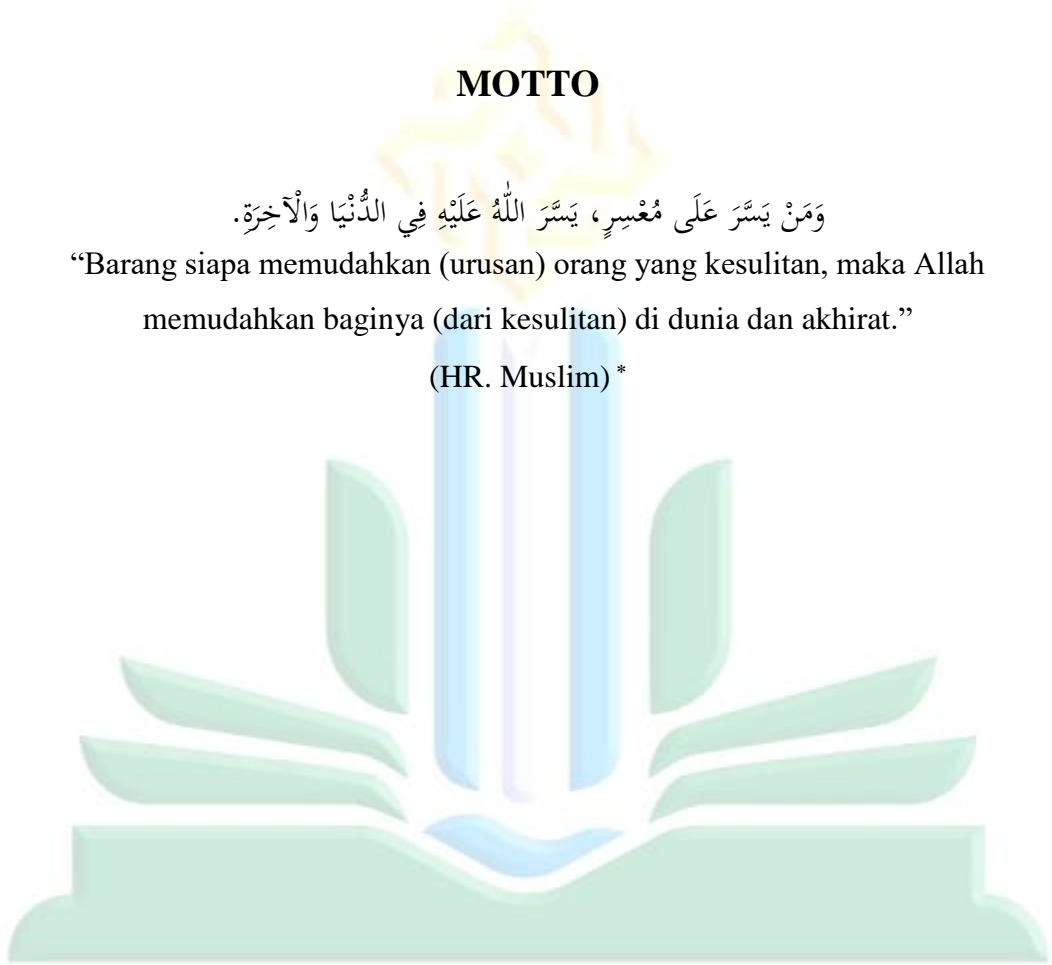 MOTTO
وَمَنْ يَسَّرَ عَلَى مُعْسِرٍ، يَسَّرَ اللّٰهُ عَلَيْهِ فِي الدُّنْيَا وَالْآخِرَةِ.
“Barang siapa memudahkan (urusan) orang yang kesulitan, maka Allah
memudahkan baginya (dari kesulitan) di dunia dan akhirat.”
(HR. Muslim) *